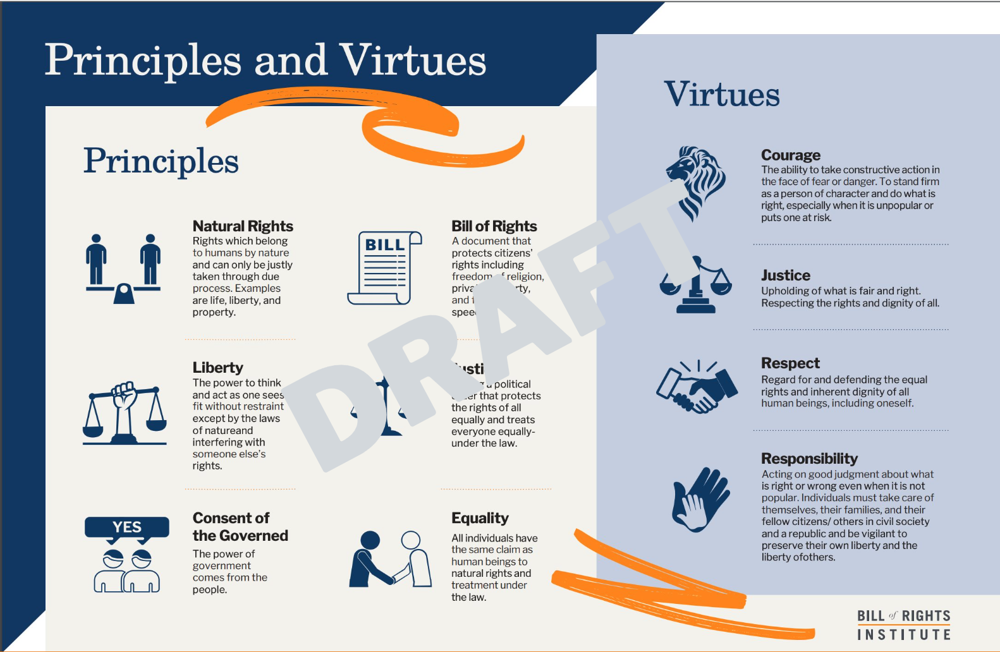 Principles and Virtues
Principles
Natural Rights
Rights which belong
to humans by nature
and can only be justly
taken through due
process. Examples
are life, liberty, and
property.
Liberty
The power to think
and act as one sees
fit without restraint
except by the laws
of natureand
interfering with
someone else's
rights.
YES
Consent of
the Governed
The power of
government
comes from the
people.
BILL
Bill of Rights
A document that
protects citizens'
rights including
freedom of religion,
and
Justice
a political
that protects
the rights of all
equally and treats
everyone equally-
under the law.
Equality
All individuals have
the same claim as
human beings to
natural rights and
treatment under
the law.
DRAFT
Virtues
Courage
The ability to take constructive action in
the face of fear or danger. To stand firm
as a person of character and do what is
right, especially when it is unpopular or
puts one at risk.
Justice
Upholding of what is fair and right.
Respecting the rights and dignity of all.
Respect
Regard for and defending the equal
rights and inherent dignity of all
human beings, including oneself.
Responsibility
Acting on good judgment about what
is right or wrong even when it is not
popular. Individuals must take care of
themselves, their families, and their
fellow citizens/ others in civil society
and a republic and be vigilant to
preserve their own liberty and the
liberty ofothers.
BILL of RIGHTS
INSTITUTE